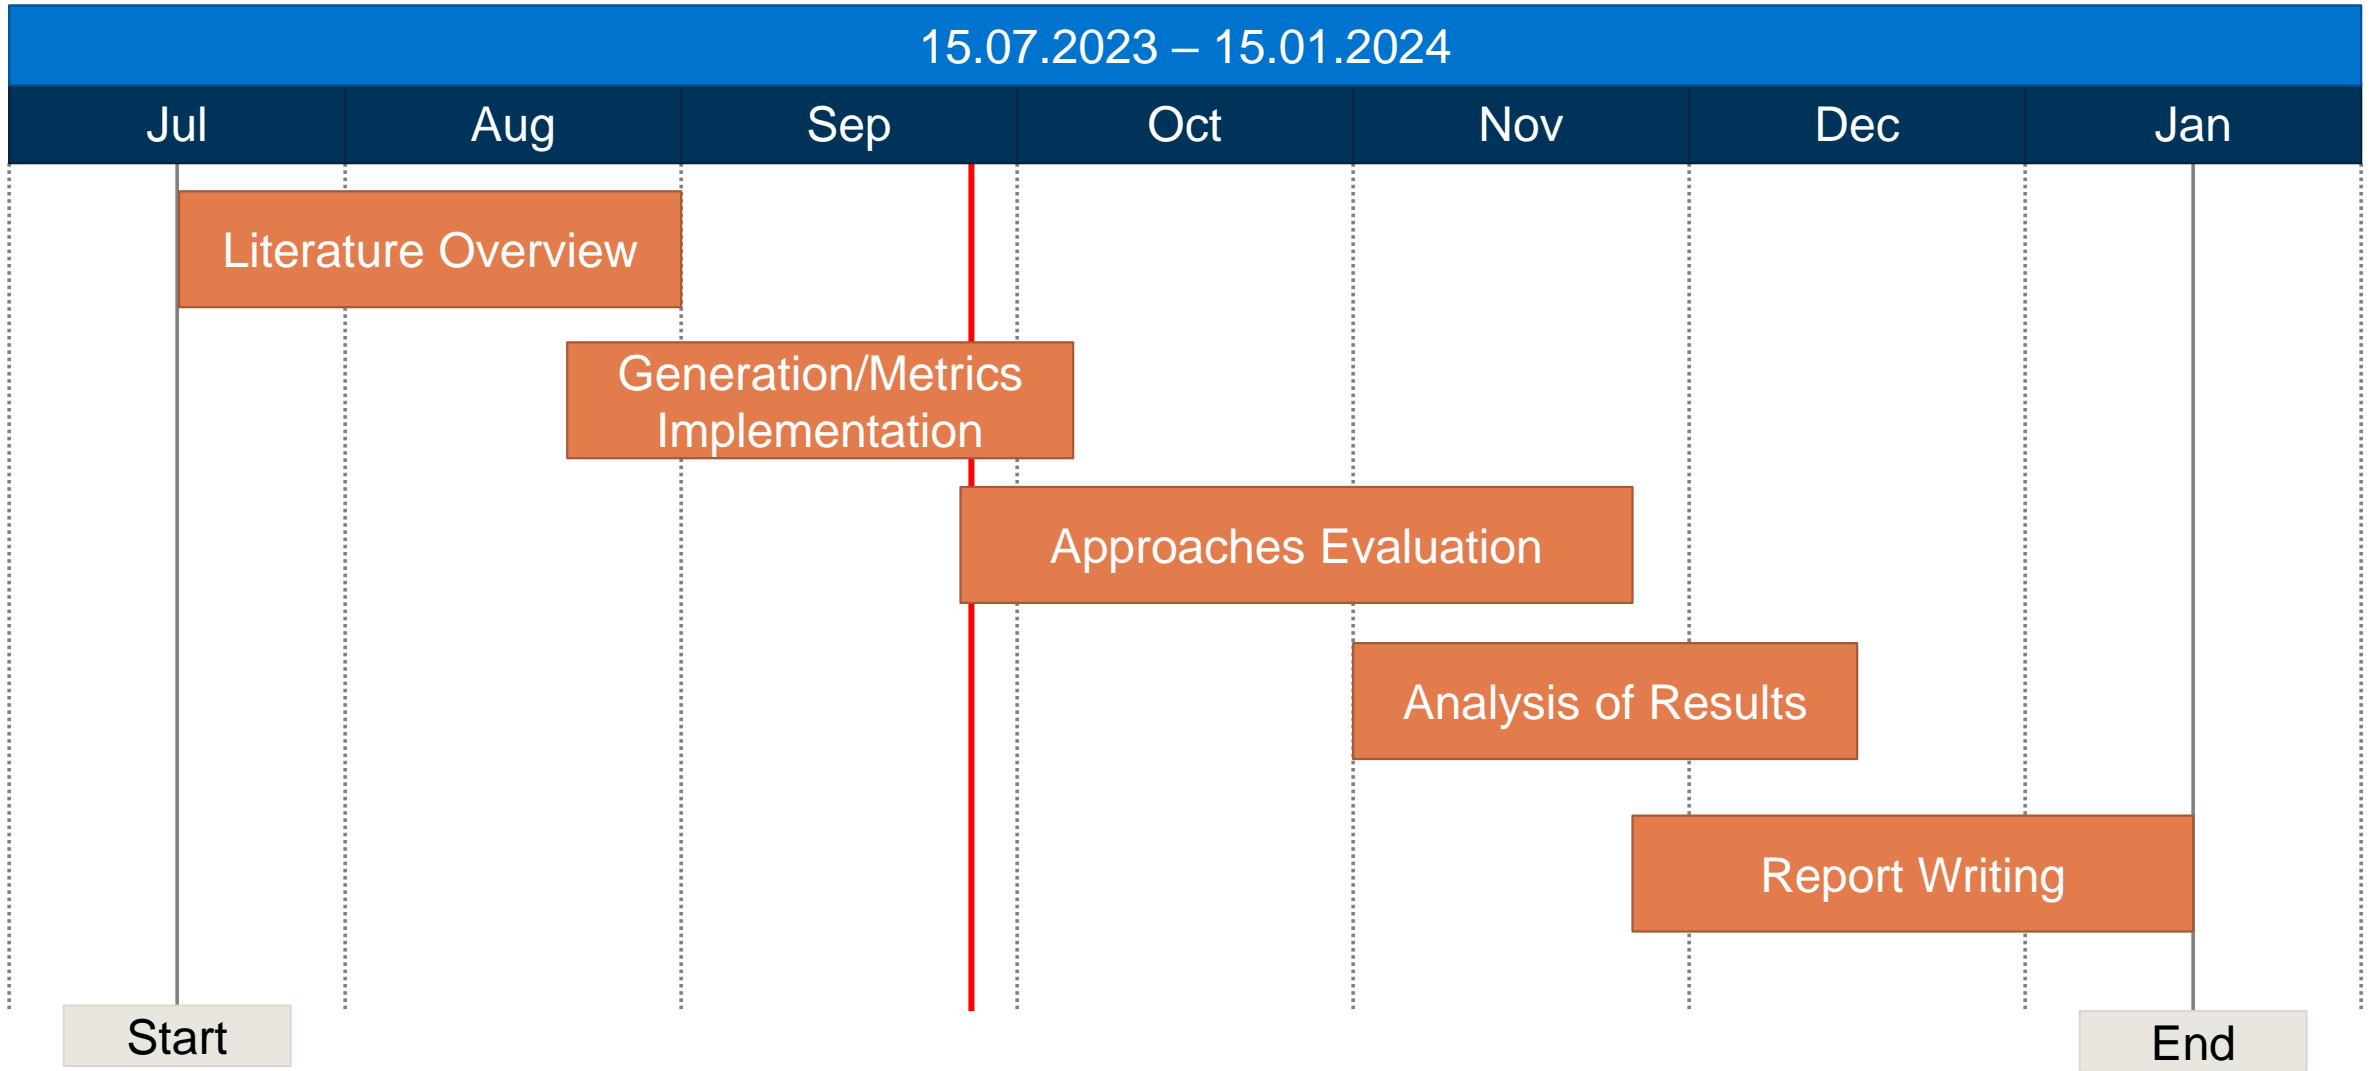 15.07.2023 – 15.01.2024
Jul
Aug
Sep
Oct
Nov
Dec
Jan
Literature Overview
Generation/Metrics
Implementation
Approaches Evaluation
Analysis of Results
Report Writing
Start
End